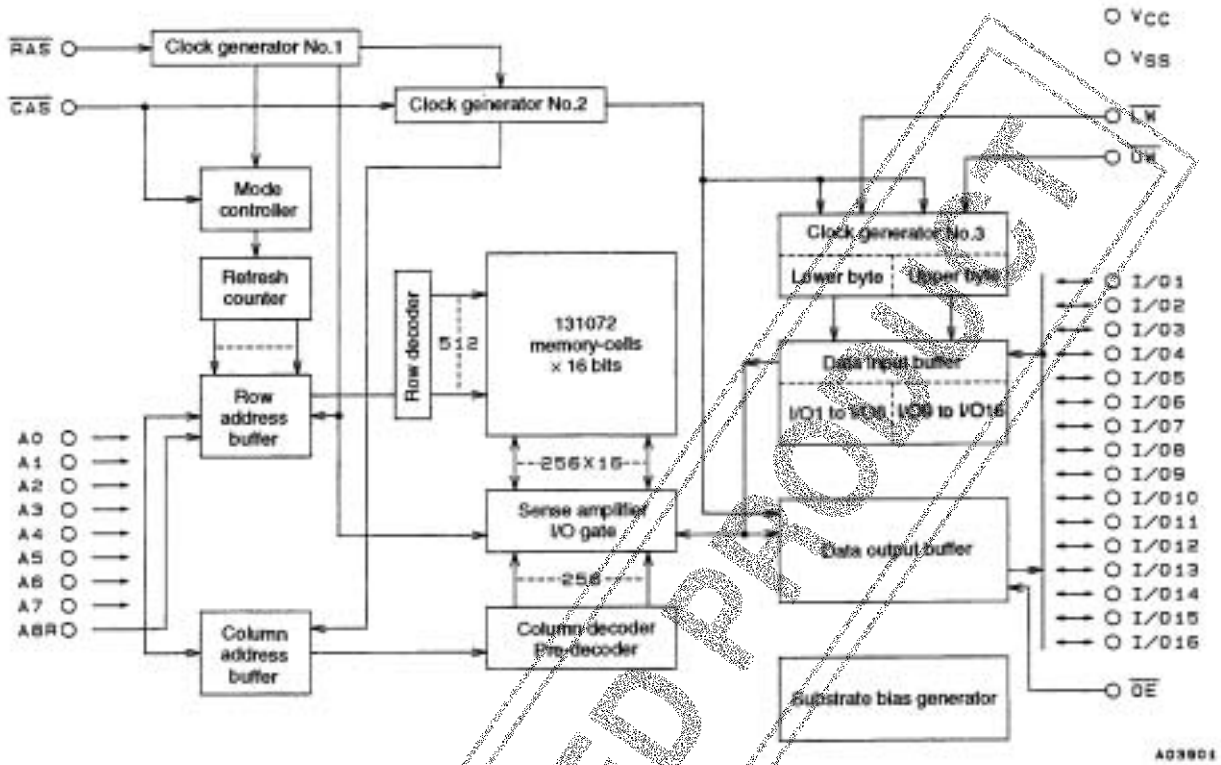 RAS
Clock generator No.1
VCC
VSS
CAS
Clock generator No.2
LW
UW
Mode
controller
Clock generator No.3
Lower byte
Upper byte
Refresh
counter
Row decoder
512
131072
memory-cells
× 16 bits
Data input buffer
I/O1 to I/O8
I/O9 to I/O16
Row
address
buffer
256X16
Sense amplifier
I/O gate
Data output buffer
256
Column
address
buffer
Column decoder
Pre-decoder
Substrate bias generator
A0
A1
A2
A3
A4
A5
A6
A7
A8R
I/O1
I/O2
I/O3
I/O4
I/O5
I/O6
I/O7
I/O8
I/O9
I/O10
I/O11
I/O12
I/O13
I/O14
I/O15
I/O16
OE
A03901
PRODUCT